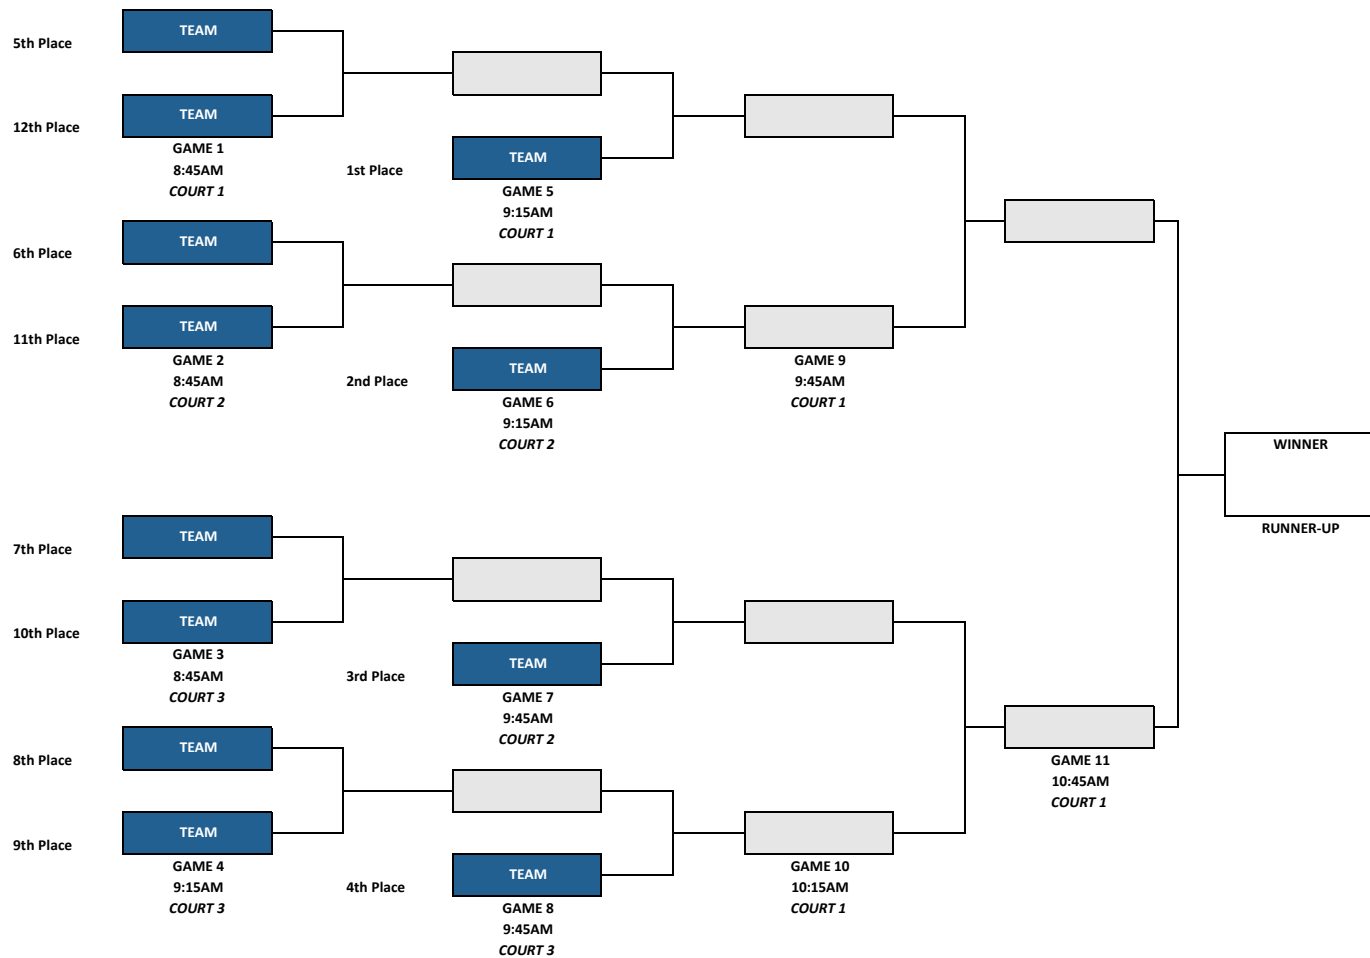 5th Place
TEAM
12th Place
TEAM
GAME 1
8:45AM
COURT 1
1st Place
TEAM
GAME 5
9:15AM
COURT 1
6th Place
TEAM
11th Place
TEAM
GAME 2
8:45AM
COURT 2
2nd Place
TEAM
GAME 6
9:15AM
COURT 2
GAME 9
9:45AM
COURT 1
WINNER
RUNNER-UP
7th Place
TEAM
10th Place
TEAM
GAME 3
8:45AM
COURT 3
3rd Place
TEAM
GAME 7
9:45AM
COURT 2
8th Place
TEAM
9th Place
TEAM
GAME 4
9:15AM
COURT 3
4th Place
TEAM
GAME 8
9:45AM
COURT 3
GAME 10
10:15AM
COURT 1
GAME 11
10:45AM
COURT 1